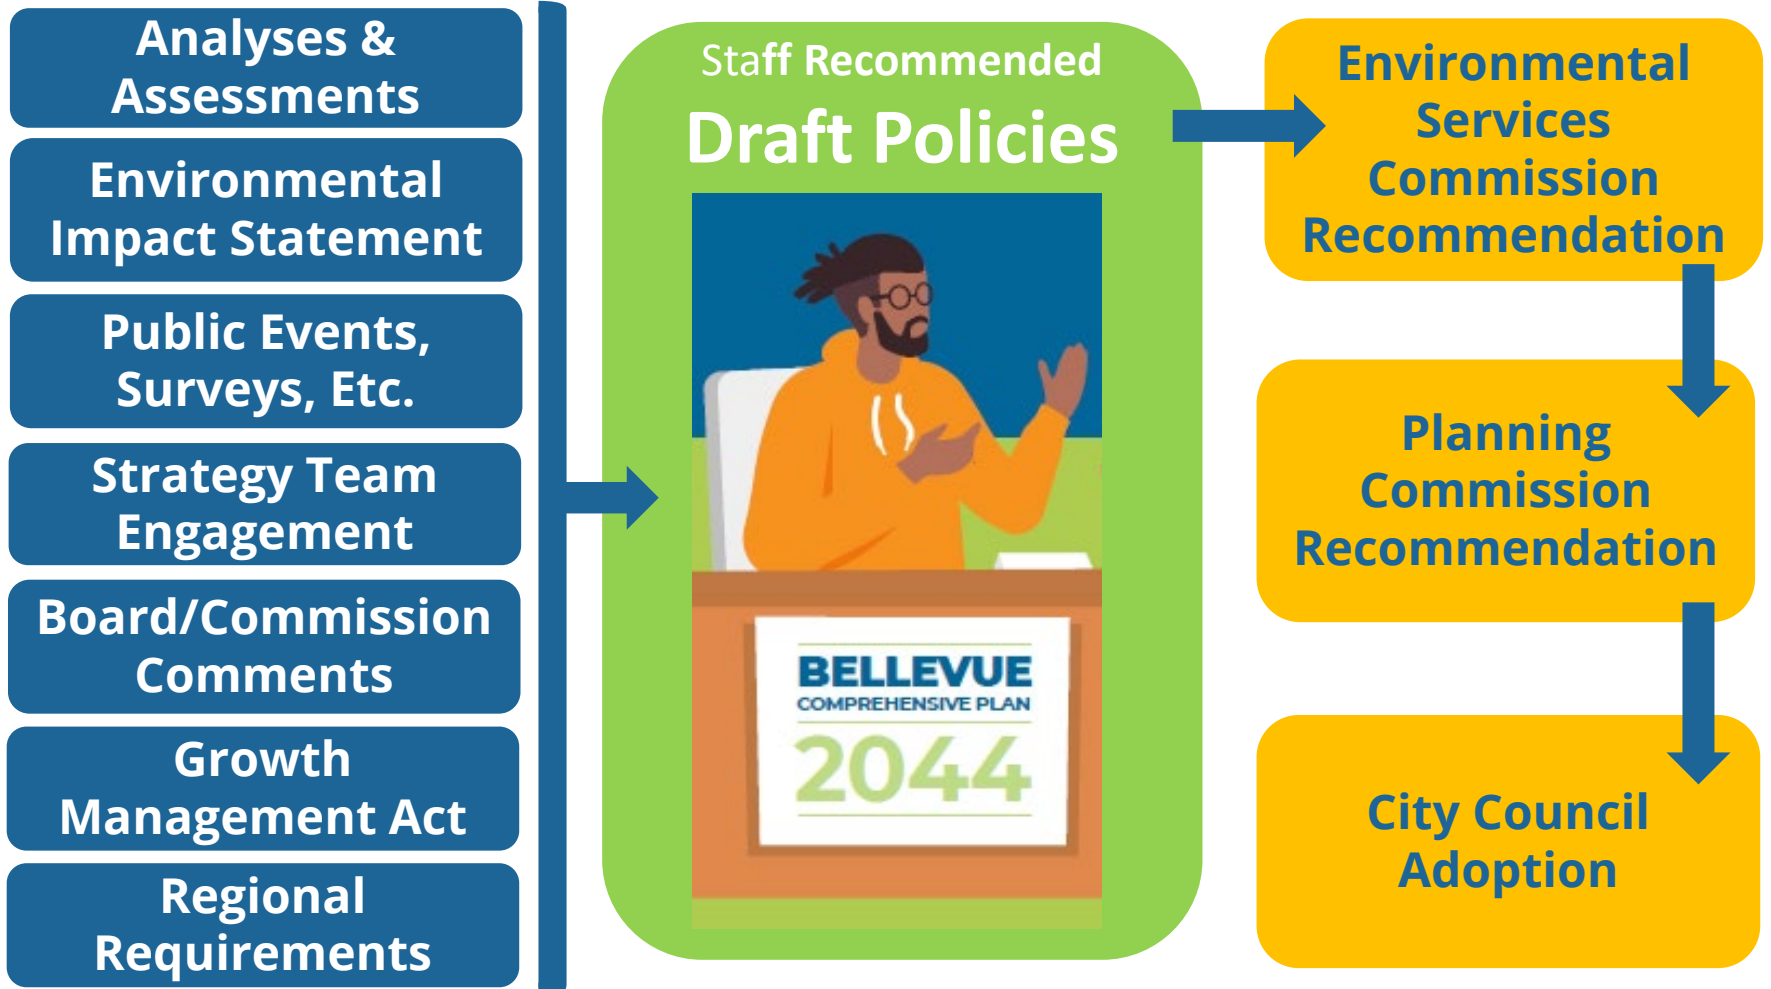 Analyses &
Assessments
Environmental
Impact Statement
Public Events,
Surveys, Etc.
Strategy Team
Engagement
Board/Commission
Comments
Growth
Management Act
Regional
Requirements
Staff Recommended
Draft Policies
BELLEVUE
COMPREHENSIVE PLAN
2044
Environmental
Services
Commission
Recommendation
Planning
Commission
Recommendation
City Council
Adoption